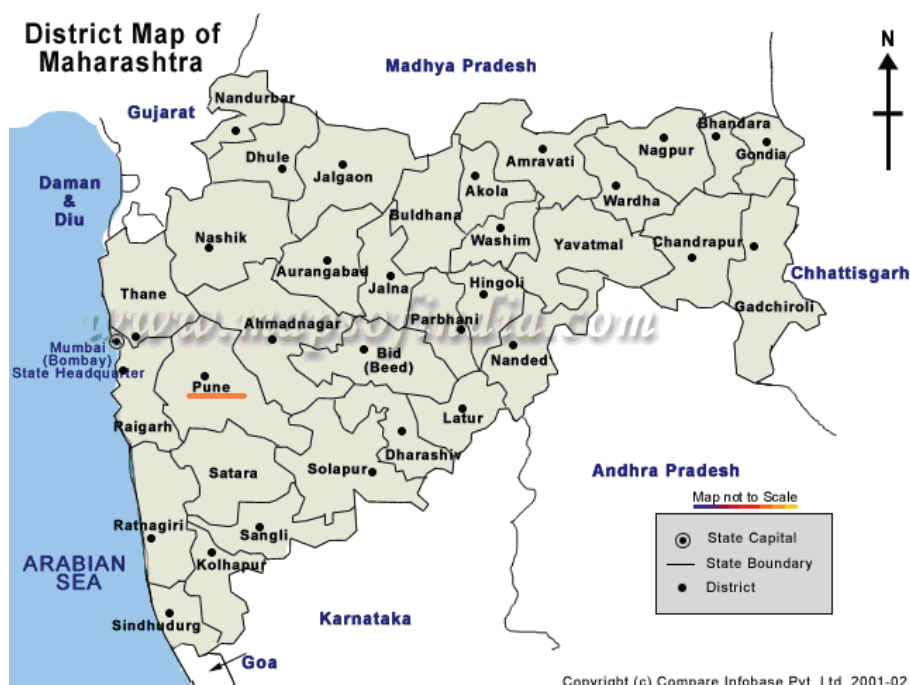 District Map of
Maharashtra
N
Madhya Pradesh
Gujarat
Nandurbar
Bhandara
Nagpur
Gondia
Dhule
Jalgaon
Amravati
Akola
Wardha
Daman
&
Diu
Buldhana
Nashik
Washim
Yavatmal
Chandrapur
Aurangabad
Chhattisgarh
Thane
Jalna
Hingoli
Gadchiroli
www.mapsofindia.com
Ahmadnagar
Parbhani
Mumbai
(Bombay)
State Headquarter
Bid
(Beed)
Nanded
Pune
Raigarh
Latur
Dharashiv
Satara
Solapur
Andhra Pradesh
Map not to Scale
Ratnagiri
Sangli
State Capital
ARABIAN
SEA
Kolhapur
State Boundary
District
Sindhudurg
Karnataka
Goa
Copyright (c) Compare Infobase Pvt. Ltd. 2001-02